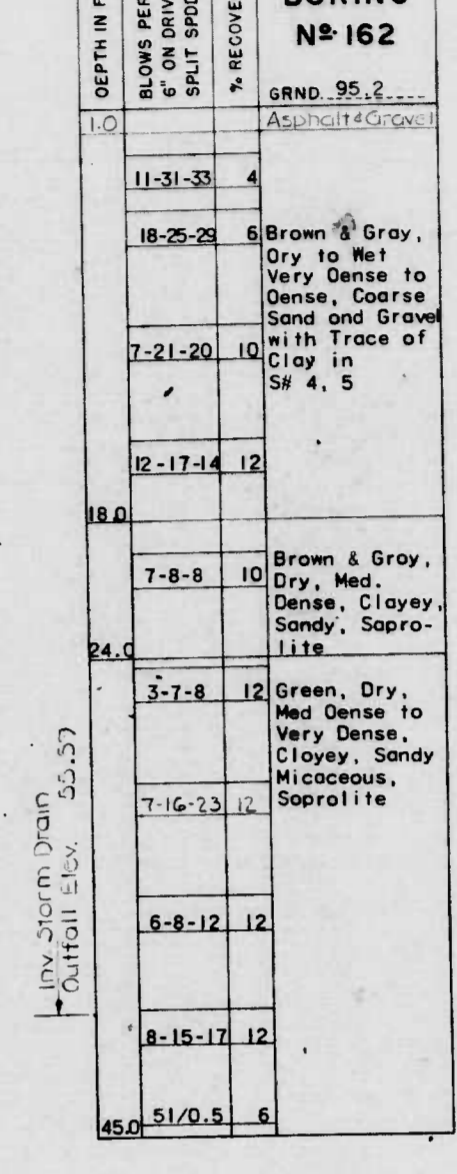 BORING
Nº 162
DEPTH IN F
BLOWS PER
6" ON DRIV
SPLIT SPDD
% RECOVE
GRND. 95.2
1.0
Asphalt & Gravel
11-31-33 4
18-25-29 6
Brown & Gray,
Ory to Wet
Very Oense to
Oense, Coarse
Sand ond Gravel
with Trace of
Clay in
S# 4, 5
7-21-20 10
12-17-14 12
18.0
7-8-8 10
Brown & Groy,
Dry, Med.
Dense, Clayey,
Sandy, Sapro-
lite
24.0
3-7-8 12
Green, Dry,
Med Oense to
Very Dense,
Cloyey, Sandy
Micaceous,
Soprolite
7-16-23 12
6-8-12 12
Inv. Storm Drain
Outfall Elev. 55.57
8-15-17 12
51/0.5 6
45.0